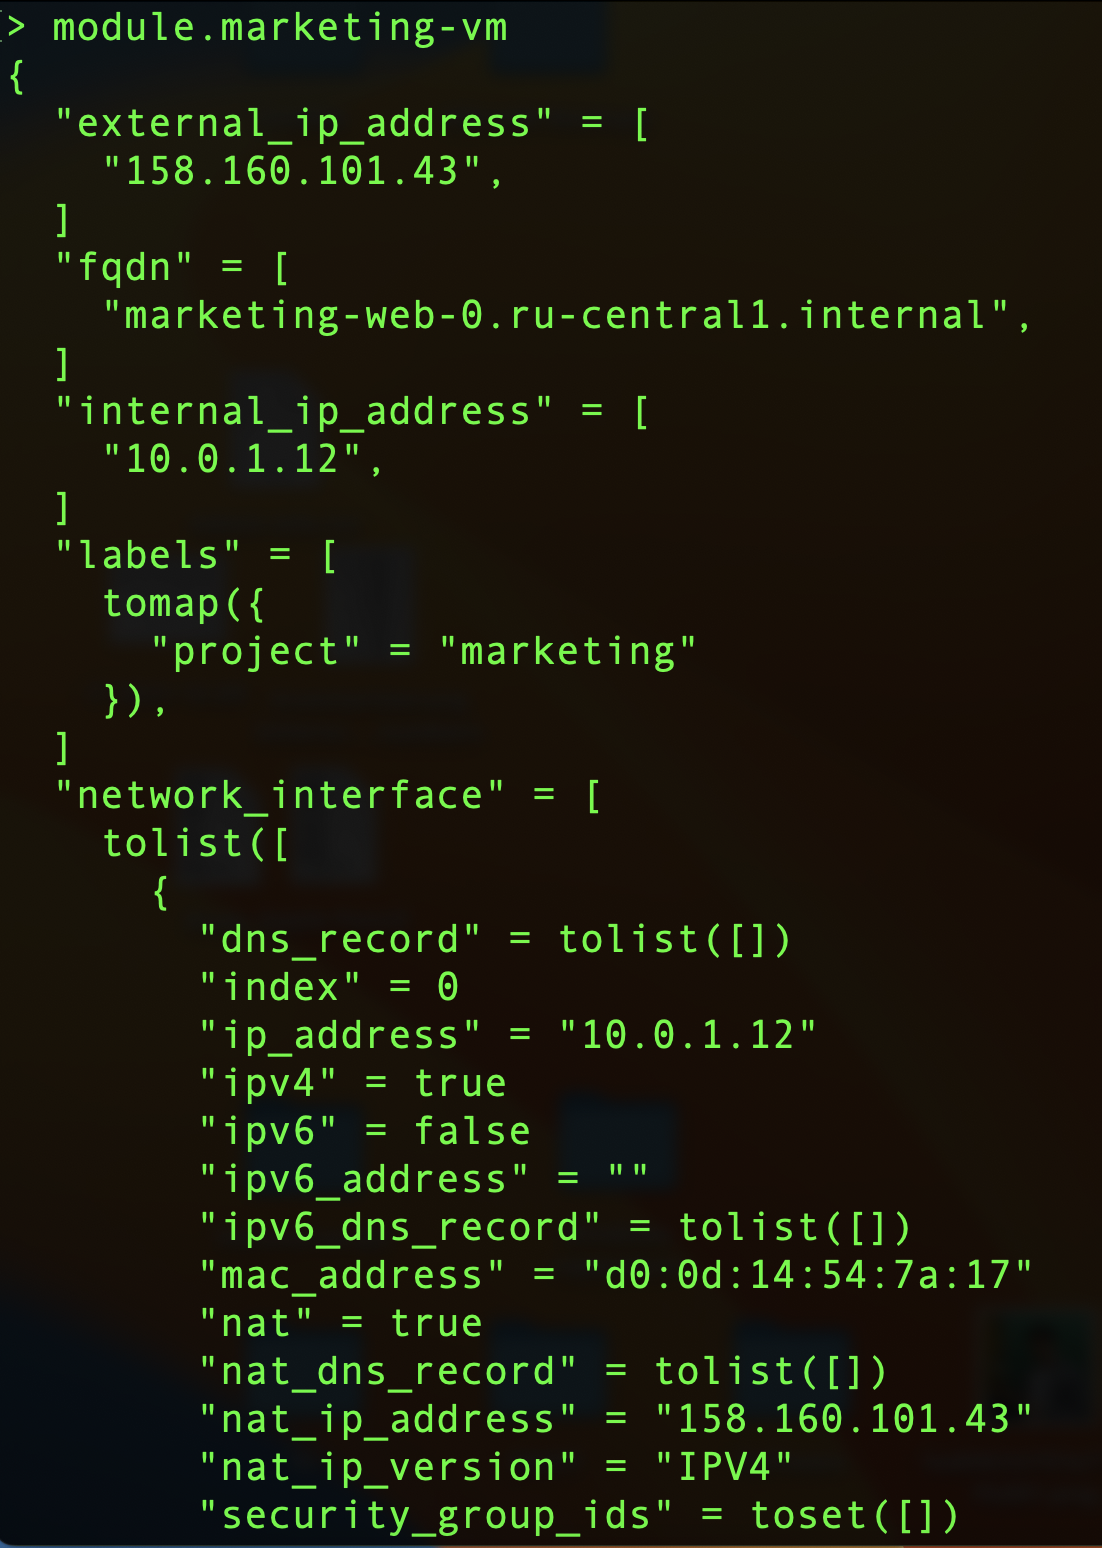 > module.marketing-vm
{
  "external_ip_address" = [
    "158.160.101.43",
  ]
  "fqdn" = [
    "marketing-web-0.ru-central1.internal",
  ]
  "internal_ip_address" = [
    "10.0.1.12",
  ]
  "labels" = [
    tomap({
      "project" = "marketing"
    }),
  ]
  "network_interface" = [
    tolist([
      {
        "dns_record" = tolist([])
        "index" = 0
        "ip_address" = "10.0.1.12"
        "ipv4" = true
        "ipv6" = false
        "ipv6_address" = ""
        "ipv6_dns_record" = tolist([])
        "mac_address" = "d0:0d:14:54:7a:17"
        "nat" = true
        "nat_dns_record" = tolist([])
        "nat_ip_address" = "158.160.101.43"
        "nat_ip_version" = "IPV4"
        "security_group_ids" = toset([])